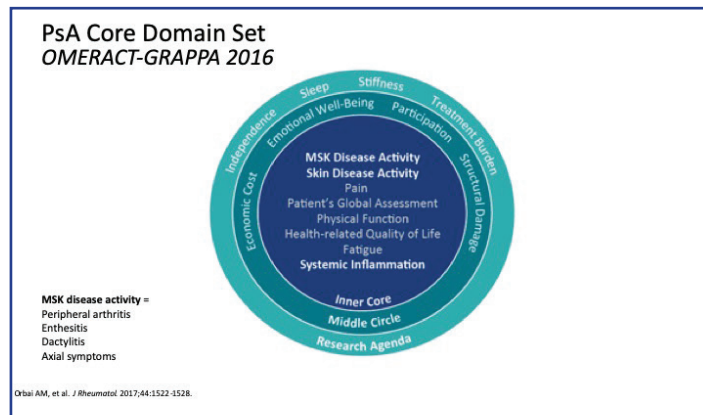 PsA Core Domain Set
OMERACT-GRAPPA 2016
Independence
Sleep
Stiffness
Treatment Burden
Economic Cost
Emotional Well-Being
Participation
Structural Damage
MSK Disease Activity
Skin Disease Activity
Pain
Patient's Global Assessment
Physical Function
Health-related Quality of Life
Fatigue
Systemic Inflammation
Inner Core
Middle Circle
Research Agenda
MSK disease activity =
Peripheral arthritis
Enthesitis
Dactylitis
Axial symptoms
Orbai AM, et al. J Rheumatol. 2017;44:1522-1528.